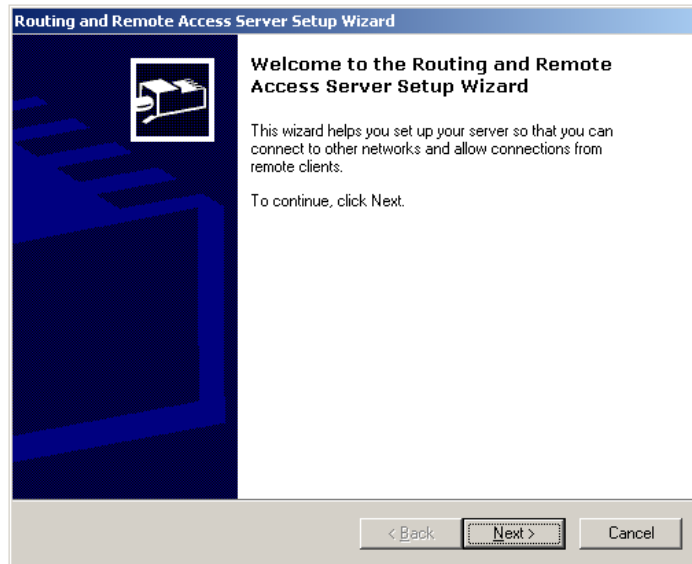 Routing and Remote Access Server Setup Wizard
Welcome to the Routing and Remote
Access Server Setup Wizard
This wizard helps you set up your server so that you can
connect to other networks and allow connections from
remote clients.
To continue, click Next.
< Back
Next >
Cancel